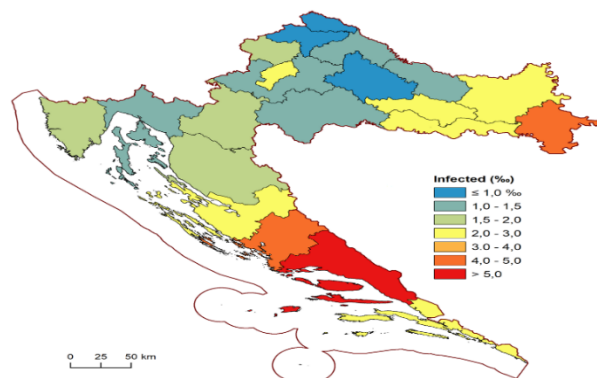 Infected (‰)
≤ 1,0 ‰
1,0 - 1,5
1,5 - 2,0
2,0 - 3,0
3.0 - 4,0
4,0 - 5,0
> 5,0
0 25 50 km